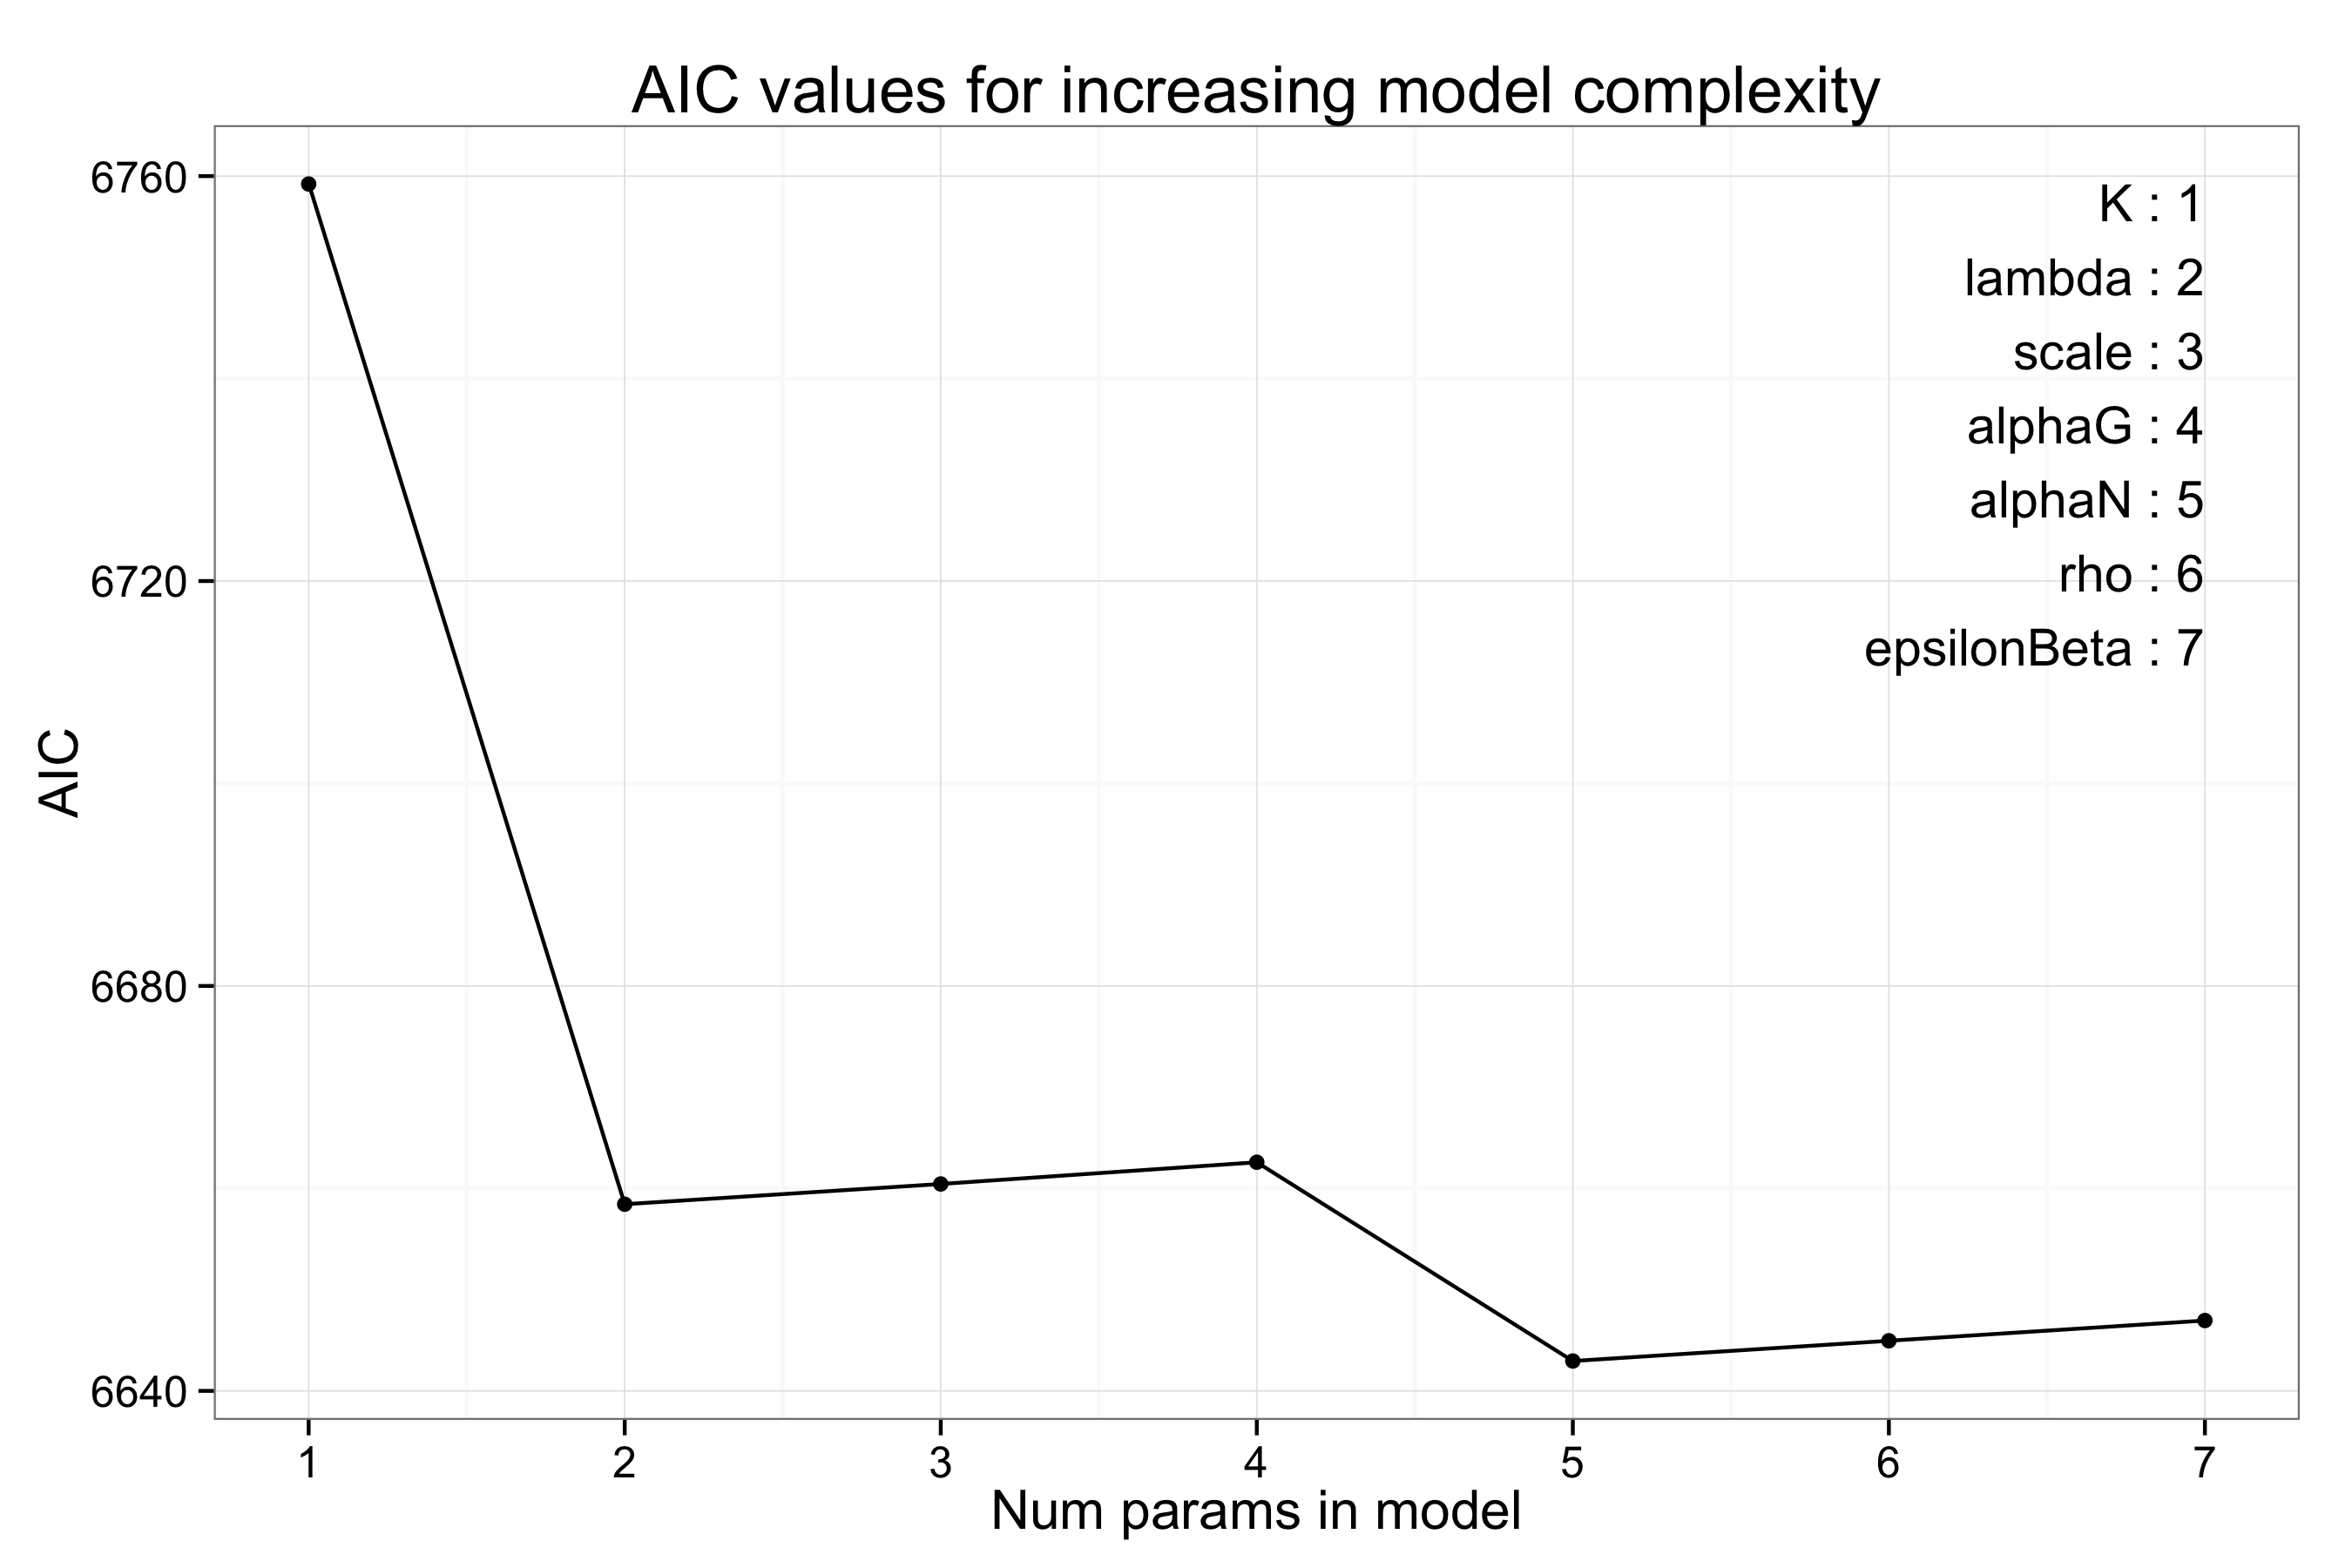 AIC values for increasing model complexity
6760
6720
6680
6640
AIC
K : 1
lambda : 2
scale : 3
alphaG : 4
alphaN : 5
rho : 6
epsilonBeta : 7
1 2 3 4 5 6 7
Num params in model